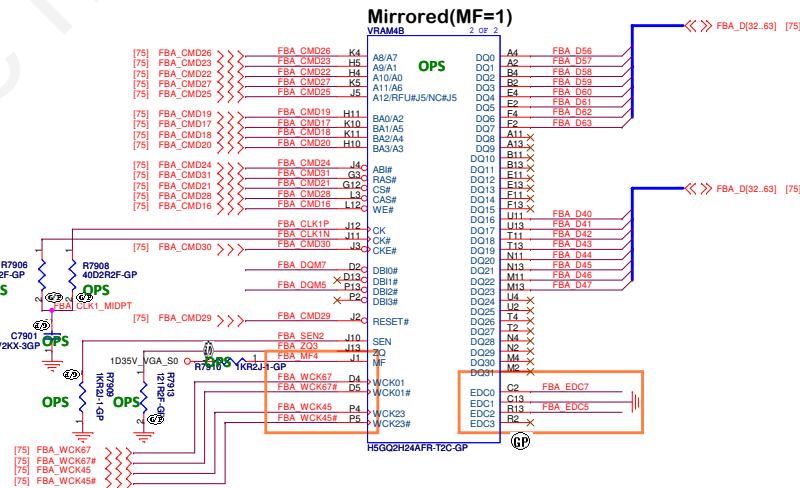 Mirrored(MF=1)
VRAM4B
2 OF 2
OPS
[75] FBA_CMD26 FBA_CMD26 K4 A8/A7
[75] FBA_CMD23 FBA_CMD23 H5 A9/A1
[75] FBA_CMD22 FBA_CMD22 H4 A10/A0
[75] FBA_CMD27 FBA_CMD27 K5 A11/A6
[75] FBA_CMD25 FBA_CMD25 J5 A12/RFU#J5/NC#J5
[75] FBA_CMD19 FBA_CMD19 H11 BA0/A2
[75] FBA_CMD17 FBA_CMD17 K10 BA1/A5
[75] FBA_CMD18 FBA_CMD18 K11 BA2/A4
[75] FBA_CMD20 FBA_CMD20 H10 BA3/A3
[75] FBA_CMD24 FBA_CMD24 J4 ABI#
[75] FBA_CMD31 FBA_CMD31 G3 RAS#
[75] FBA_CMD21 FBA_CMD21 G12 CS#
[75] FBA_CMD28 FBA_CMD28 L3 CAS#
[75] FBA_CMD16 FBA_CMD16 L12 WE#
FBA_CLK1P J12 CK
FBA_CLK1N J11 CK#
[75] FBA_CMD30 FBA_CMD30 J3 CKE#
FBA_DQM7 D2 DBI0#
D13 DBI1#
FBA_DQM5 P13 DBI2#
P2 DBI3#
[75] FBA_CMD29 FBA_CMD29 J2 RESET#
FBA_SEN2 J10 SEN
FBA_ZQ3 J13 ZQ
FBA_MF4 J1 MF
FBA_WCK67 D4 WCK01
FBA_WCK67# D5 WCK01#
FBA_WCK45 P4 WCK23
FBA_WCK45# P5 WCK23#
DQ0 A4 FBA_D56
DQ1 A2 FBA_D57
DQ2 B4 FBA_D58
DQ3 B2 FBA_D59
DQ4 E4 FBA_D60
DQ5 E2 FBA_D61
DQ6 F4 FBA_D62
DQ7 F2 FBA_D63
DQ8 A11
DQ9 A13
DQ10 B11
DQ11 B13
DQ12 E11
DQ13 E13
DQ14 F11
DQ15 F13
DQ16 U11 FBA_D40
DQ17 U13 FBA_D41
DQ18 T11 FBA_D42
DQ19 T13 FBA_D43
DQ20 N11 FBA_D44
DQ21 N13 FBA_D45
DQ22 M11 FBA_D46
DQ23 M13 FBA_D47
DQ24 U4
DQ25 U2
DQ26 T4
DQ27 T2
DQ28 N4
DQ29 N2
DQ30 M4
DQ31 M2
EDC0 C2 FBA_EDC7
EDC1 C13
EDC2 R13 FBA_EDC5
EDC3 R2
FBA_D[32..63] [75]
FBA_D[32..63] [75]
H5GQ2H24AFR-T2C-GP
GP
R7906
2F-GP
R7908
40D2R2F-GP
1
1
2
2
OPS
FBA_CLK1_MIDPT
C7901
V2KX-3GP
OPS
1D35V_VGA_S0
R7910
1KR2J-1-GP
1
OPS
R7909
1KR2J-1-GP
OPS
R7913
121R2F-GP
OPS
[75] FBA_WCK67
[75] FBA_WCK67#
[75] FBA_WCK45
[75] FBA_WCK45#